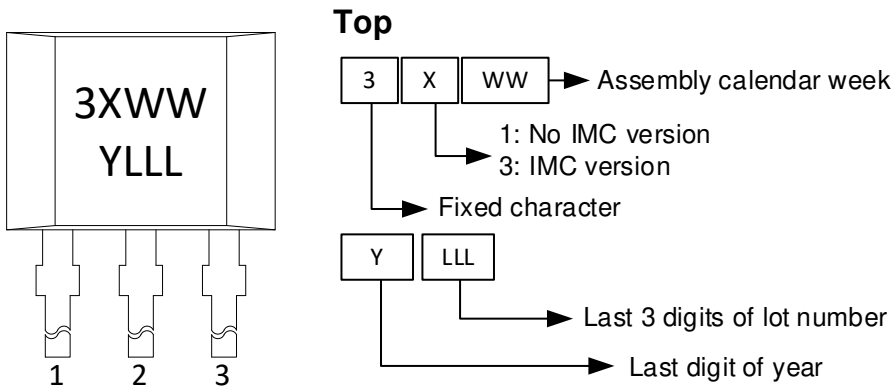 Top
3XWW
YLLL
1 2 3
3 X WW Assembly calendar week
1: No IMC version
3: IMC version
Fixed character
Y LLL
Last 3 digits of lot number
Last digit of year